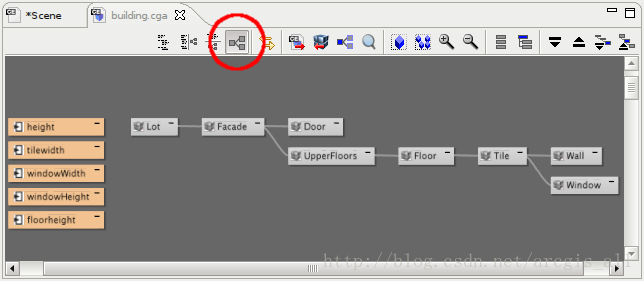 *Scene building.cga
height Lot Facade Door
tilewidth UpperFloors Floor Tile Wall
windowWidth Window
windowHeight
floorheight
http://blog.csdn.net/arcgis_all